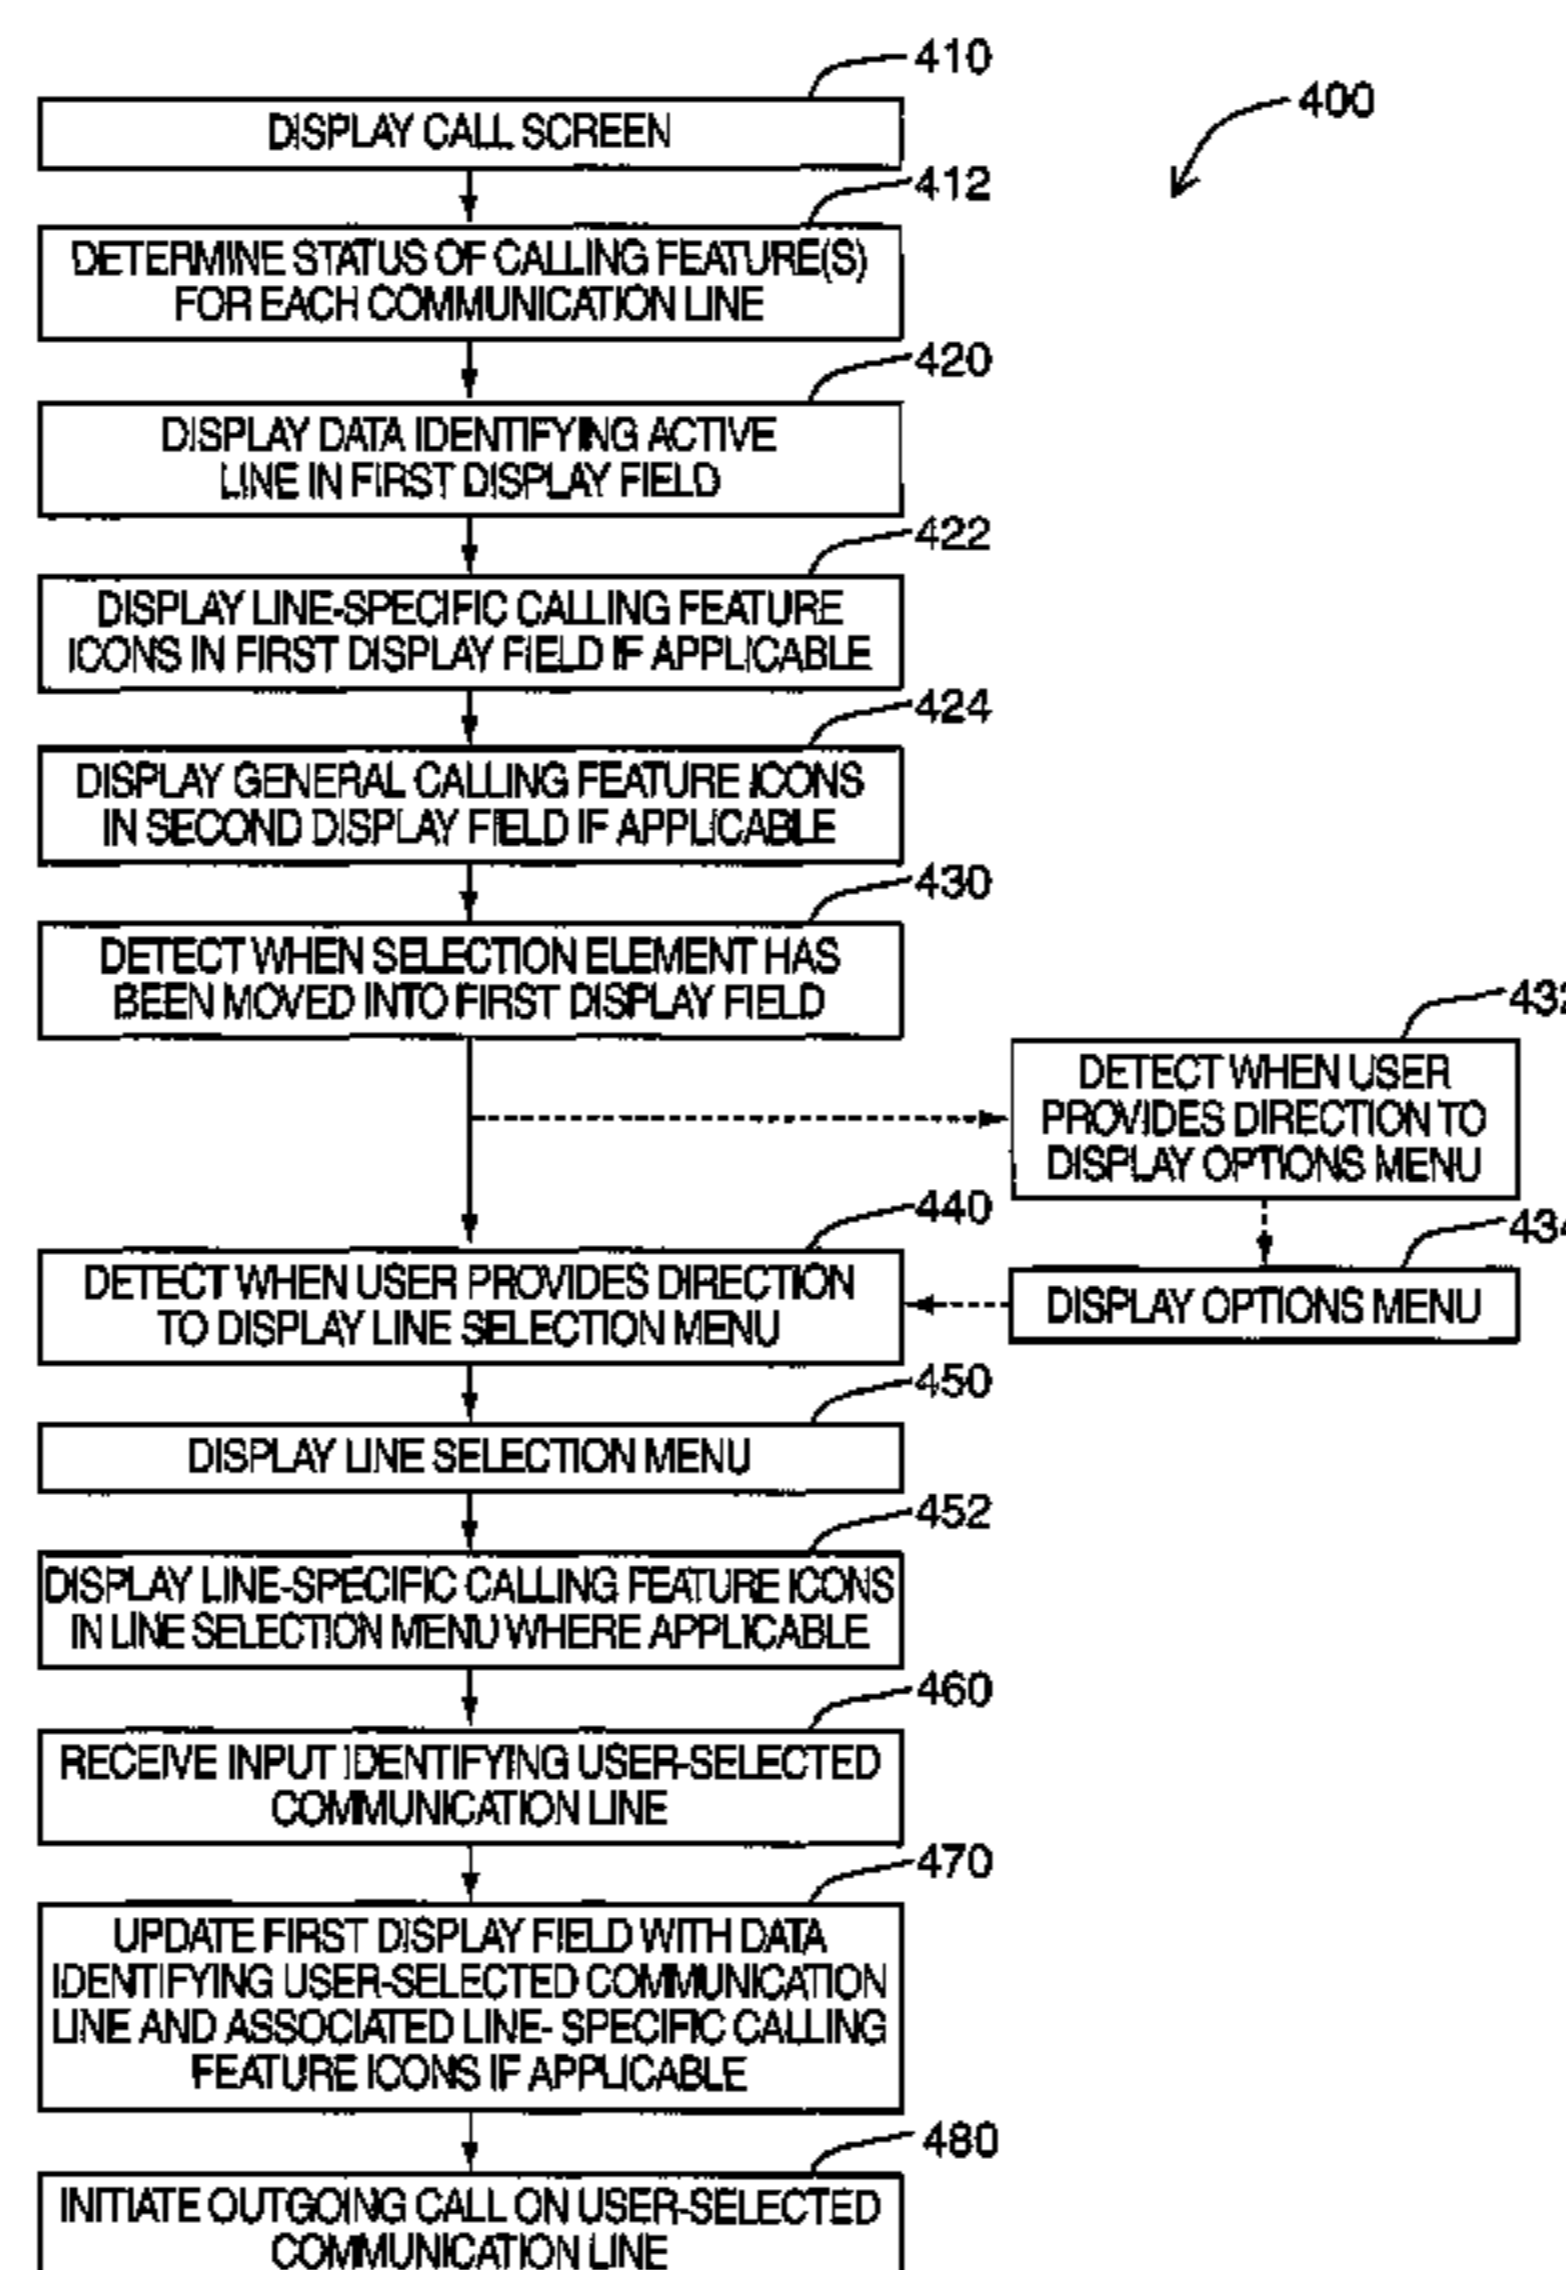 410
400
DISPLAY CALL SCREEN
412
DETERMINE STATUS OF CALLING FEATURE(S)
FOR EACH COMMUNICATION LINE
420
DISPLAY DATA IDENTIFYING ACTIVE
LINE IN FIRST DISPLAY FIELD
422
DISPLAY LINE-SPECIFIC CALLING FEATURE
ICONS IN FIRST DISPLAY FIELD IF APPLICABLE
424
DISPLAY GENERAL CALLING FEATURE ICONS
IN SECOND DISPLAY FIELD IF APPLICABLE
430
DETECT WHEN SELECTION ELEMENT HAS
BEEN MOVED INTO FIRST DISPLAY FIELD
432
DETECT WHEN USER
PROVIDES DIRECTION TO
DISPLAY OPTIONS MENU
434
DISPLAY OPTIONS MENU
440
DETECT WHEN USER PROVIDES DIRECTION
TO DISPLAY LINE SELECTION MENU
450
DISPLAY LINE SELECTION MENU
452
DISPLAY LINE-SPECIFIC CALLING FEATURE ICONS
IN LINE SELECTION MENU WHERE APPLICABLE
460
RECEIVE INPUT IDENTIFYING USER-SELECTED
COMMUNICATION LINE
470
UPDATE FIRST DISPLAY FIELD WITH DATA
IDENTIFYING USER-SELECTED COMMUNICATION
LINE AND ASSOCIATED LINE- SPECIFIC CALLING
FEATURE ICONS IF APPLICABLE
480
INITIATE OUTGOING CALL ON USER-SELECTED
COMMUNICATION LINE